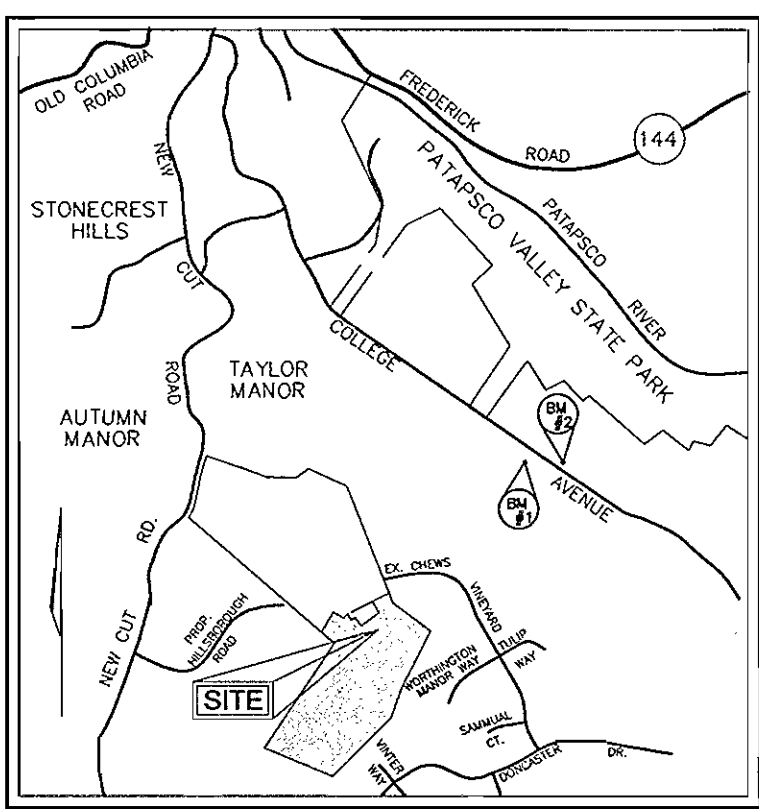 OLD COLUMBIA
ROAD
FREDERICK
ROAD
144
NEW
CUT
ROAD
STONECREST
HILLS
PATAPSCO VALLEY STATE PARK
PATAPSCO
RIVER
TAYLOR
MANOR
COLLEGE
AVENUE
AUTUMN
MANOR
BM
#2
BM
#1
RD.
NEW CUT
EX. CHEWS
VINEYARD
PROP.
HILLSBOROUGH
ROAD
WORTHINGTON
MANOR WAY
TULIP
WAY
SITE
SAMMUAL
CT.
VINTER
WAY
DONCASTER
DR.